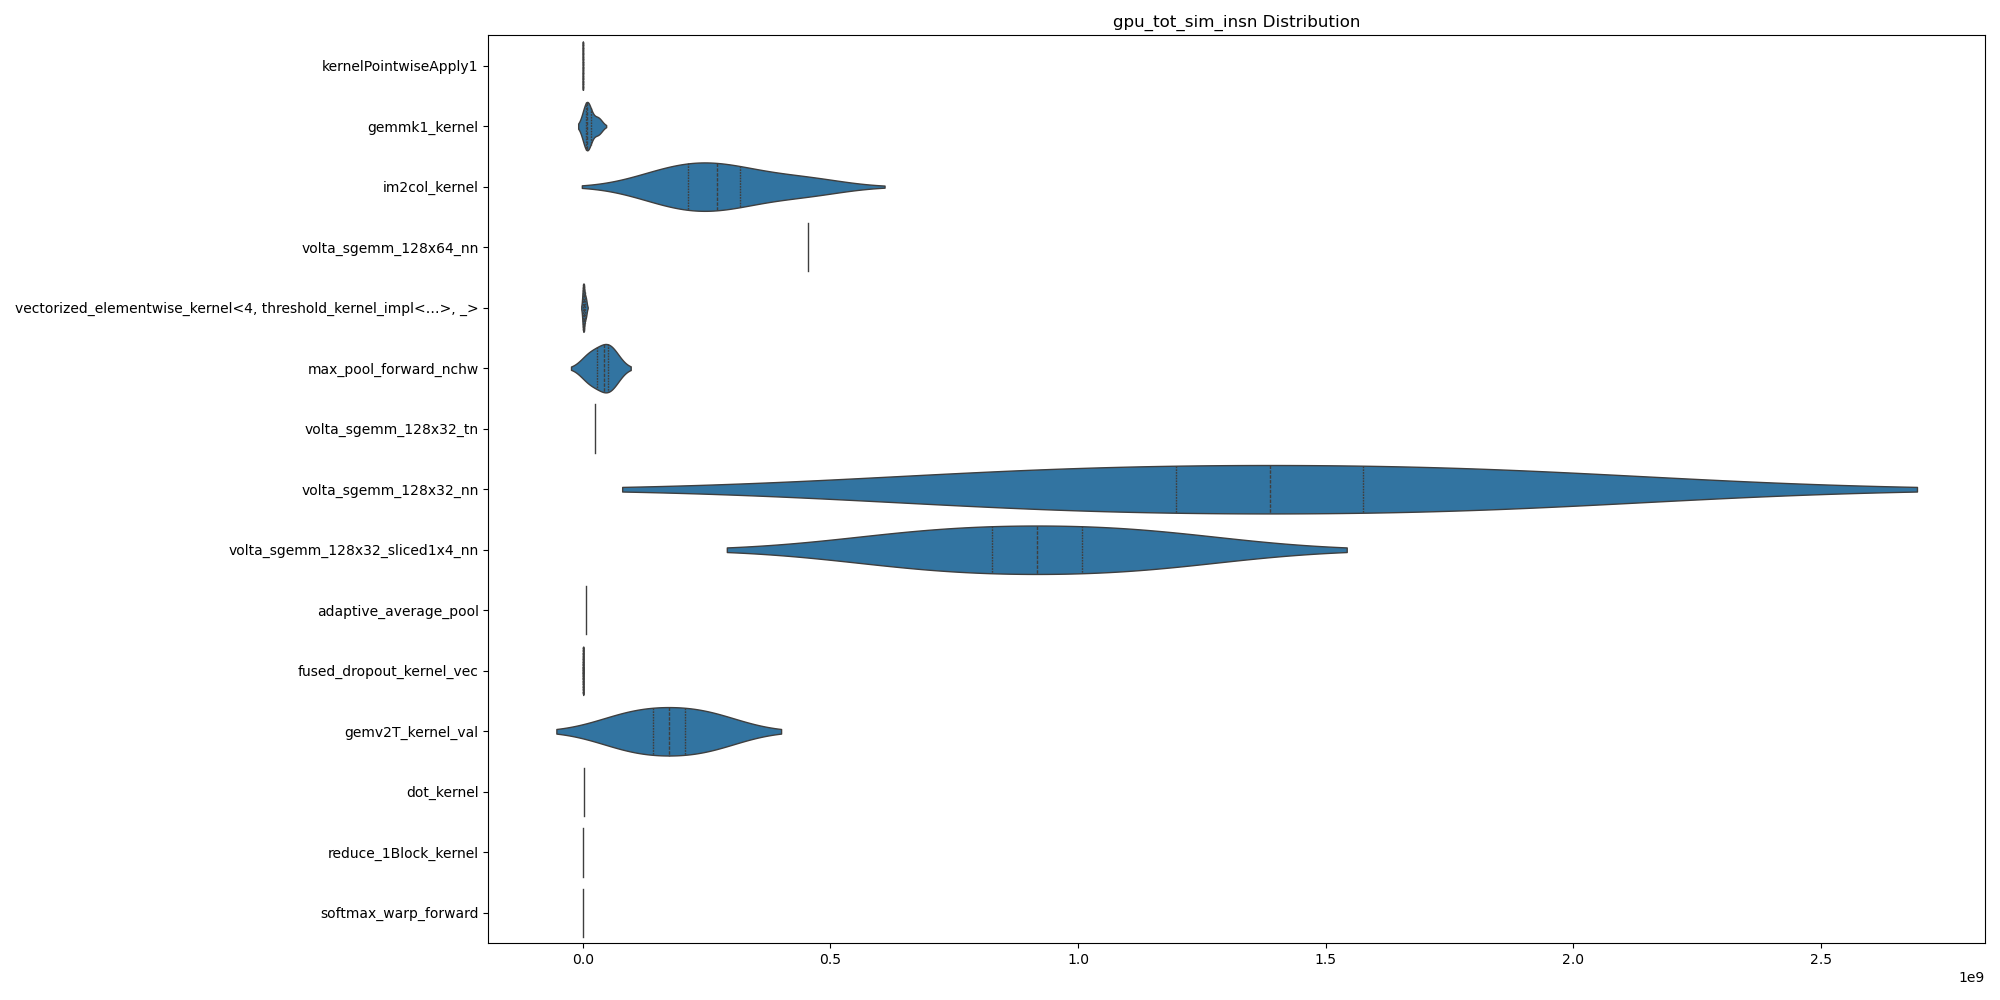 gpu_tot_sim_insn Distribution
kernelPointwiseApply1
gemmk1_kernel
im2col_kernel
volta_sgemm_128x64_nn
vectorized_elementwise_kernel<4, threshold_kernel_impl<...>, _>
max_pool_forward_nchw
volta_sgemm_128x32_tn
volta_sgemm_128x32_nn
volta_sgemm_128x32_sliced1x4_nn
adaptive_average_pool
fused_dropout_kernel_vec
gemv2T_kernel_val
dot_kernel
reduce_1Block_kernel
softmax_warp_forward
0.0 0.5 1.0 1.5 2.0 2.5
1e9